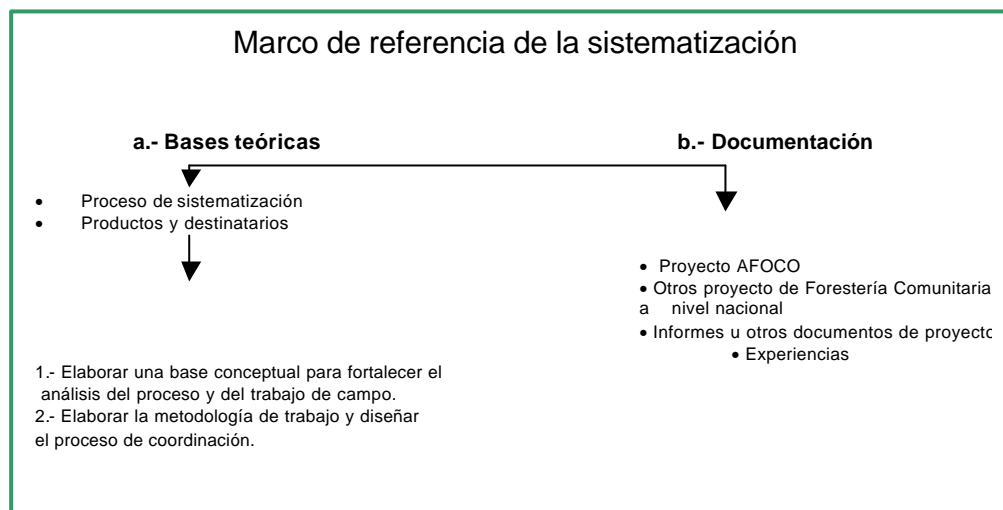 Marco de referencia de la sistematización
a.- Bases teóricas
• Proceso de sistematización
• Productos y destinatarios
1.- Elaborar una base conceptual para fortalecer el
análisis del proceso y del trabajo de campo.
2.- Elaborar la metodología de trabajo y diseñar
el proceso de coordinación.
b.- Documentación
• Proyecto AFOCO
• Otros proyecto de Forestería Comunitaria
a nivel nacional
• Informes u otros documentos de proyecto
• Experiencias